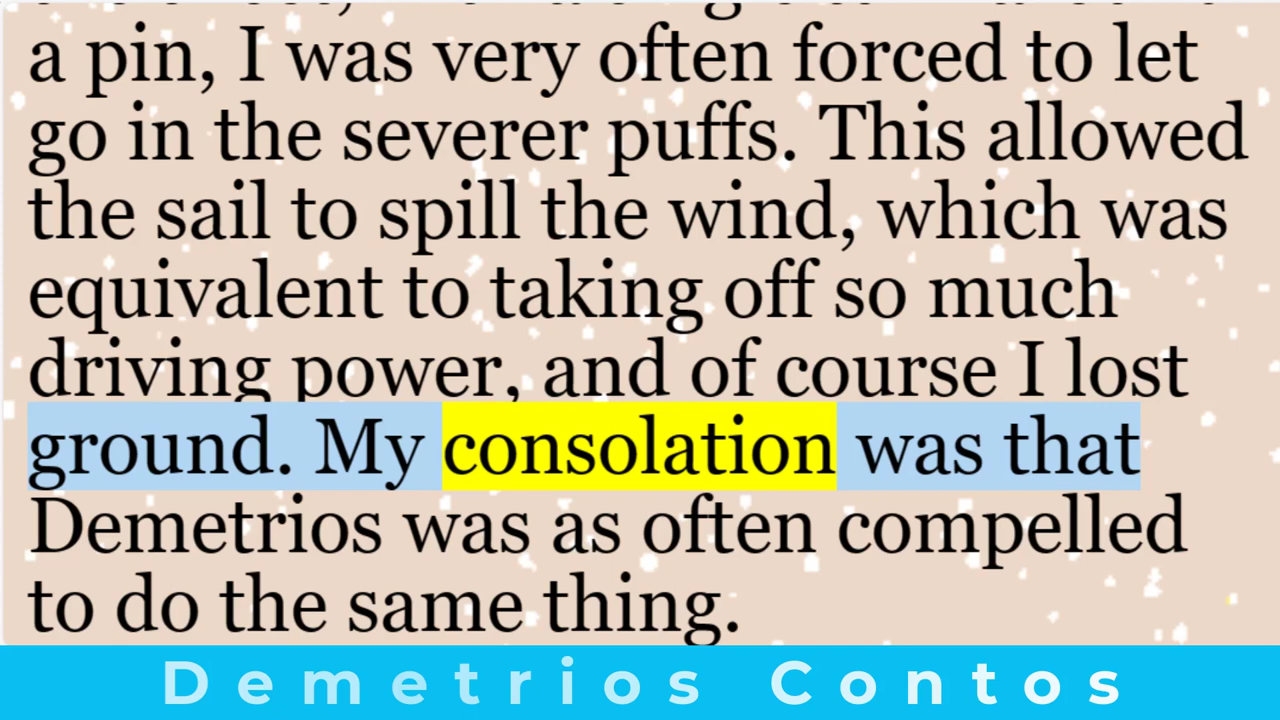 a pin, I was very often forced to let
go in the severer puffs. This allowed
the sail to spill the wind, which was
equivalent to taking off so much
driving power, and of course I lost
ground. My consolation was that
Demetrios was as often compelled
to do the same thing.
Demetrios Contos